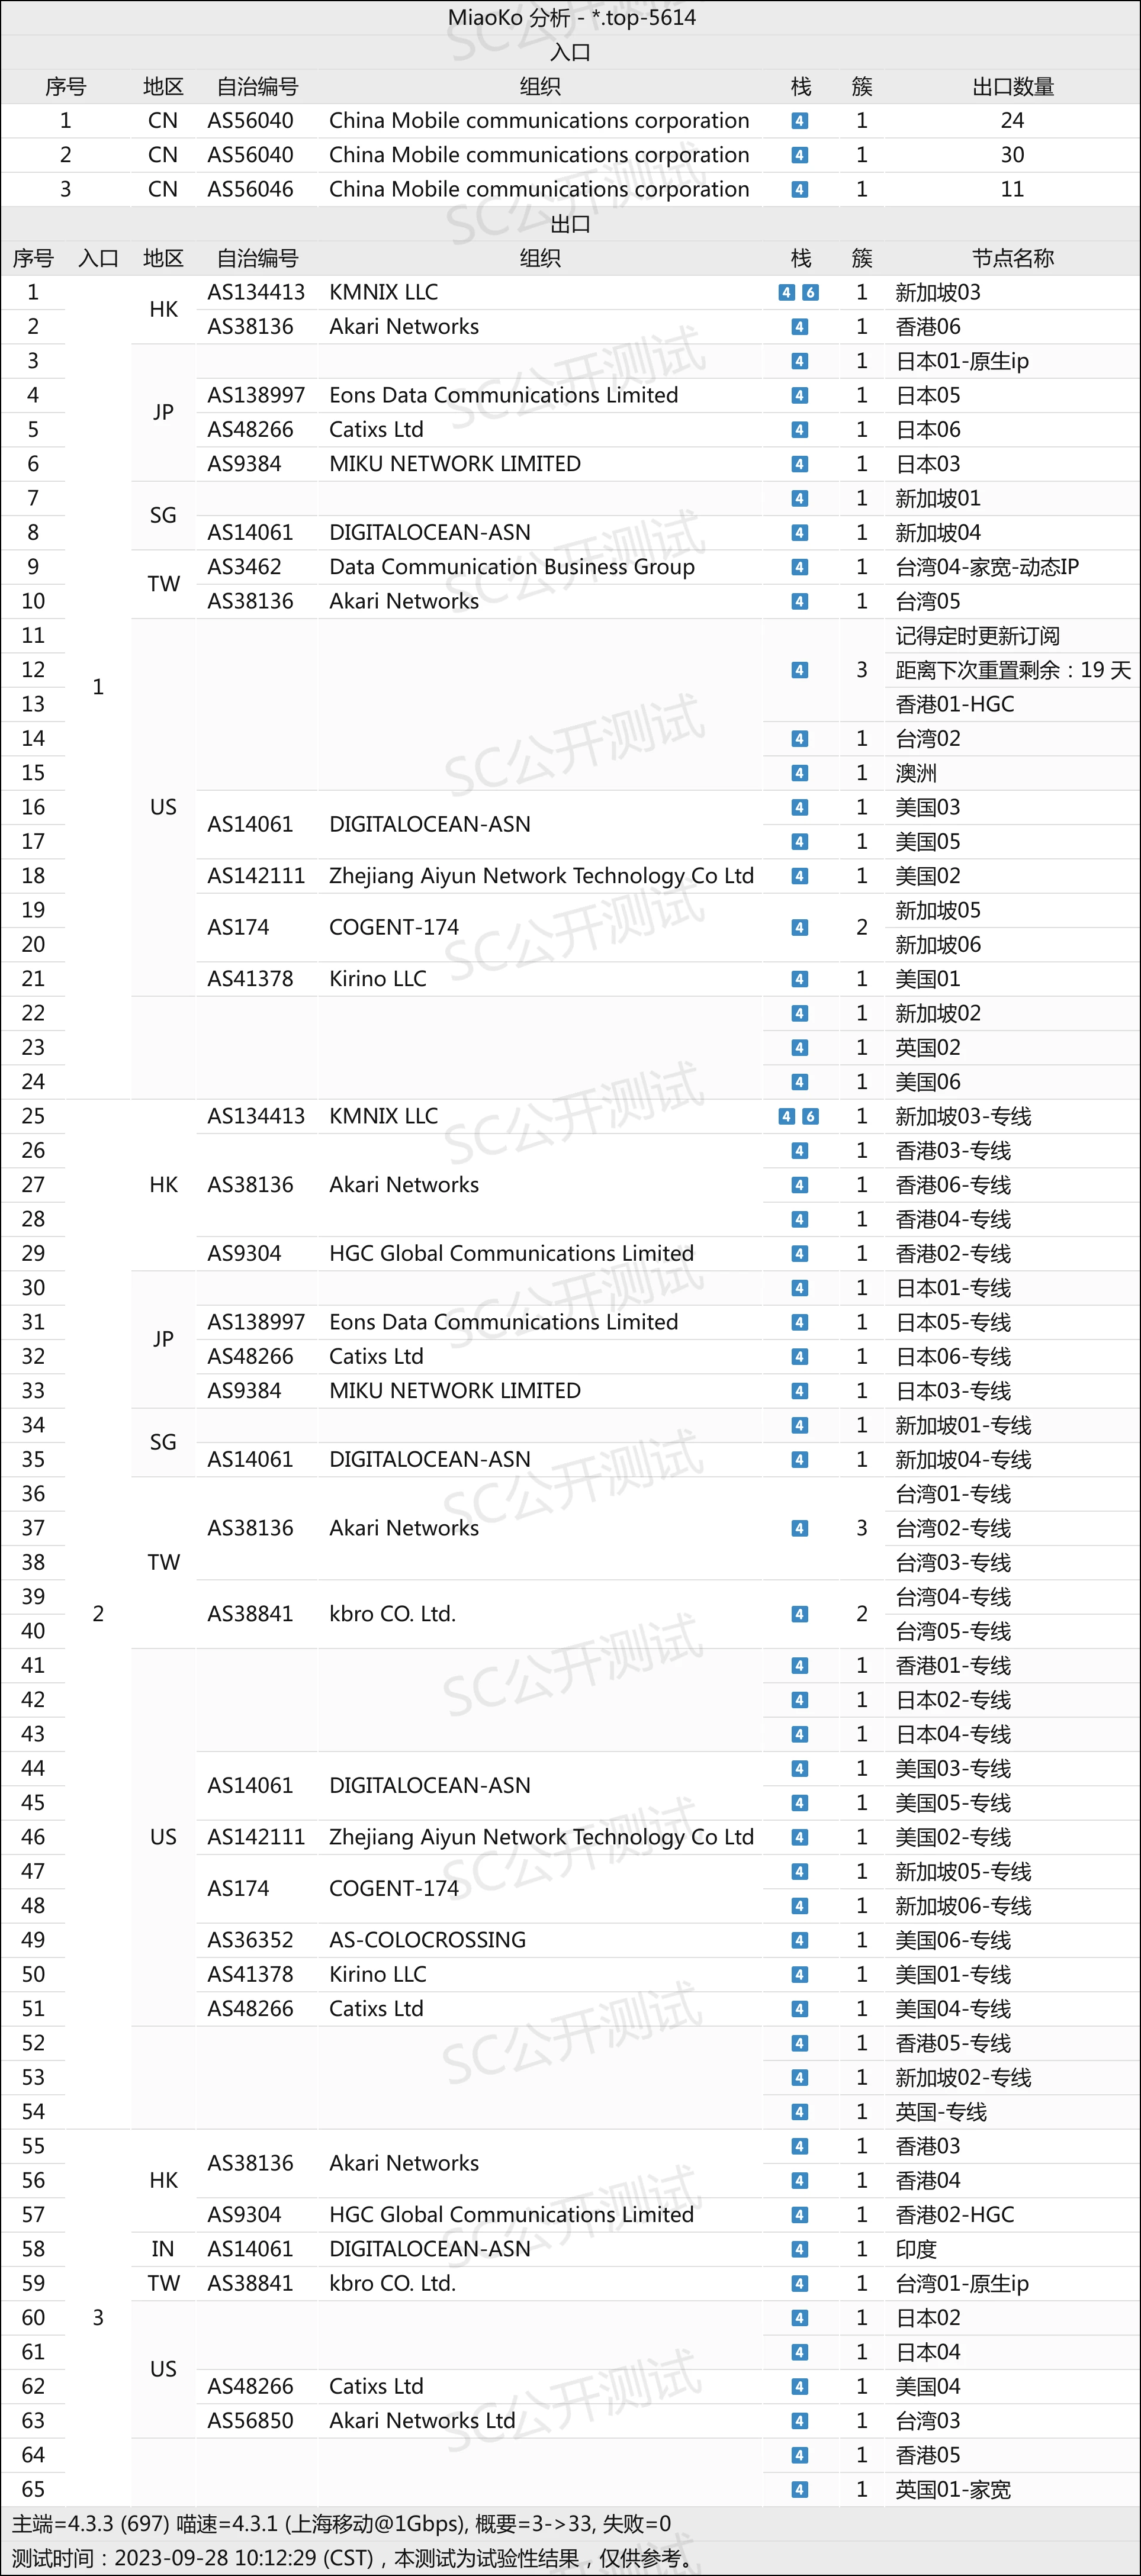 MiaoKo 分析 - *.top-5614
入口
序号 地区 自治编号 组织 栈 簇 出口数量
1 CN AS56040 China Mobile communications corporation 4 1 24
2 CN AS56040 China Mobile communications corporation 4 1 30
3 CN AS56046 China Mobile communications corporation 4 1 11
出口
序号 入口 地区 自治编号 组织 栈 簇 节点名称
1 1 HK AS134413 KMNIX LLC 4 6 1 新加坡03
2 AS38136 Akari Networks 4 1 香港06
3 JP 4 1 日本01-原生ip
4 AS138997 Eons Data Communications Limited 4 1 日本05
5 AS48266 Catixs Ltd 4 1 日本06
6 AS9384 MIKU NETWORK LIMITED 4 1 日本03
7 SG 4 1 新加坡01
8 AS14061 DIGITALOCEAN-ASN 4 1 新加坡04
9 TW AS3462 Data Communication Business Group 4 1 台湾04-家宽-动态IP
10 AS38136 Akari Networks 4 1 台湾05
11 US 4 3 记得定时更新订阅
12 距离下次重置剩余：19 天
13 香港01-HGC
14 4 1 台湾02
15 4 1 澳洲
16 AS14061 DIGITALOCEAN-ASN 4 1 美国03
17 4 1 美国05
18 AS142111 Zhejiang Aiyun Network Technology Co Ltd 4 1 美国02
19 AS174 COGENT-174 4 2 新加坡05
20 新加坡06
21 AS41378 Kirino LLC 4 1 美国01
22 4 1 新加坡02
23 4 1 英国02
24 4 1 美国06
25 2 HK AS134413 KMNIX LLC 4 6 1 新加坡03-专线
26 AS38136 Akari Networks 4 1 香港03-专线
27 4 1 香港06-专线
28 4 1 香港04-专线
29 AS9304 HGC Global Communications Limited 4 1 香港02-专线
30 JP 4 1 日本01-专线
31 AS138997 Eons Data Communications Limited 4 1 日本05-专线
32 AS48266 Catixs Ltd 4 1 日本06-专线
33 AS9384 MIKU NETWORK LIMITED 4 1 日本03-专线
34 SG 4 1 新加坡01-专线
35 AS14061 DIGITALOCEAN-ASN 4 1 新加坡04-专线
36 TW AS38136 Akari Networks 4 3 台湾01-专线
37 台湾02-专线
38 台湾03-专线
39 AS38841 kbro CO. Ltd. 4 2 台湾04-专线
40 台湾05-专线
41 US 4 1 香港01-专线
42 4 1 日本02-专线
43 4 1 日本04-专线
44 AS14061 DIGITALOCEAN-ASN 4 1 美国03-专线
45 4 1 美国05-专线
46 AS142111 Zhejiang Aiyun Network Technology Co Ltd 4 1 美国02-专线
47 AS174 COGENT-174 4 1 新加坡05-专线
48 4 1 新加坡06-专线
49 AS36352 AS-COLOCROSSING 4 1 美国06-专线
50 AS41378 Kirino LLC 4 1 美国01-专线
51 AS48266 Catixs Ltd 4 1 美国04-专线
52 4 1 香港05-专线
53 4 1 新加坡02-专线
54 4 1 英国-专线
55 3 HK AS38136 Akari Networks 4 1 香港03
56 4 1 香港04
57 AS9304 HGC Global Communications Limited 4 1 香港02-HGC
58 IN AS14061 DIGITALOCEAN-ASN 4 1 印度
59 TW AS38841 kbro CO. Ltd. 4 1 台湾01-原生ip
60 US 4 1 日本02
61 4 1 日本04
62 AS48266 Catixs Ltd 4 1 美国04
63 AS56850 Akari Networks Ltd 4 1 台湾03
64 4 1 香港05
65 4 1 英国01-家宽
主端=4.3.3 (697) 喵速=4.3.1 (上海移动@1Gbps), 概要=3->33, 失败=0
测试时间：2023-09-28 10:12:29 (CST)，本测试为试验性结果，仅供参考。
SC公开测试